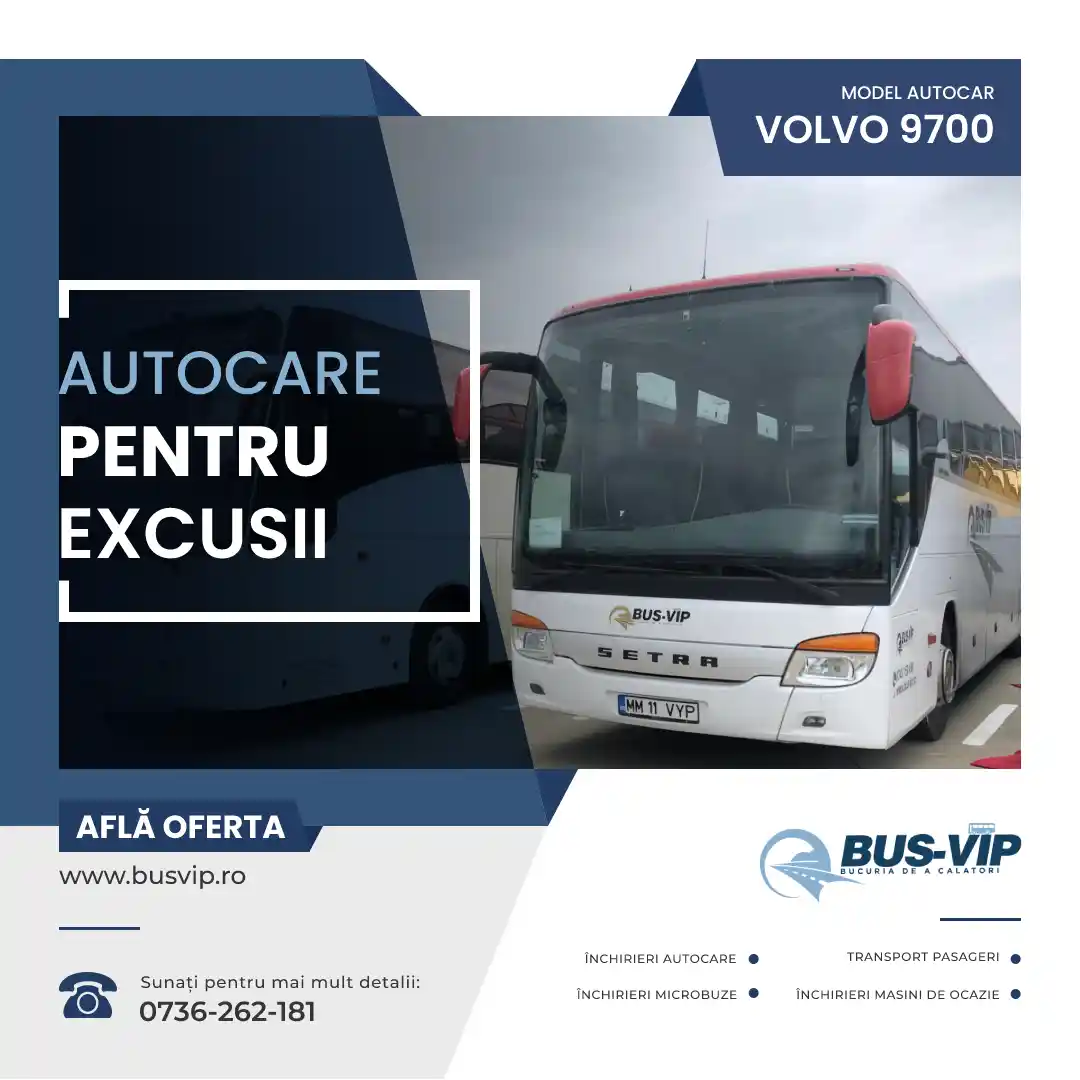 MODEL AUTOCAR
VOLVO 9700
AUTOCARE
PENTRU
EXCUSII
BUS-VIP
BUS-VIP
SETRA
MM 11 VYP
AFLĂ OFERTA
www.busvip.ro
BUS-VIP
BUCURIA DE A CALATORI
Sunați pentru mai mult detalii:
0736-262-181
ÎNCHIRIERI AUTOCARE
TRANSPORT PASAGERI
ÎNCHIRIERI MICROBUZE
ÎNCHIRIERI MASINI DE OCAZIE